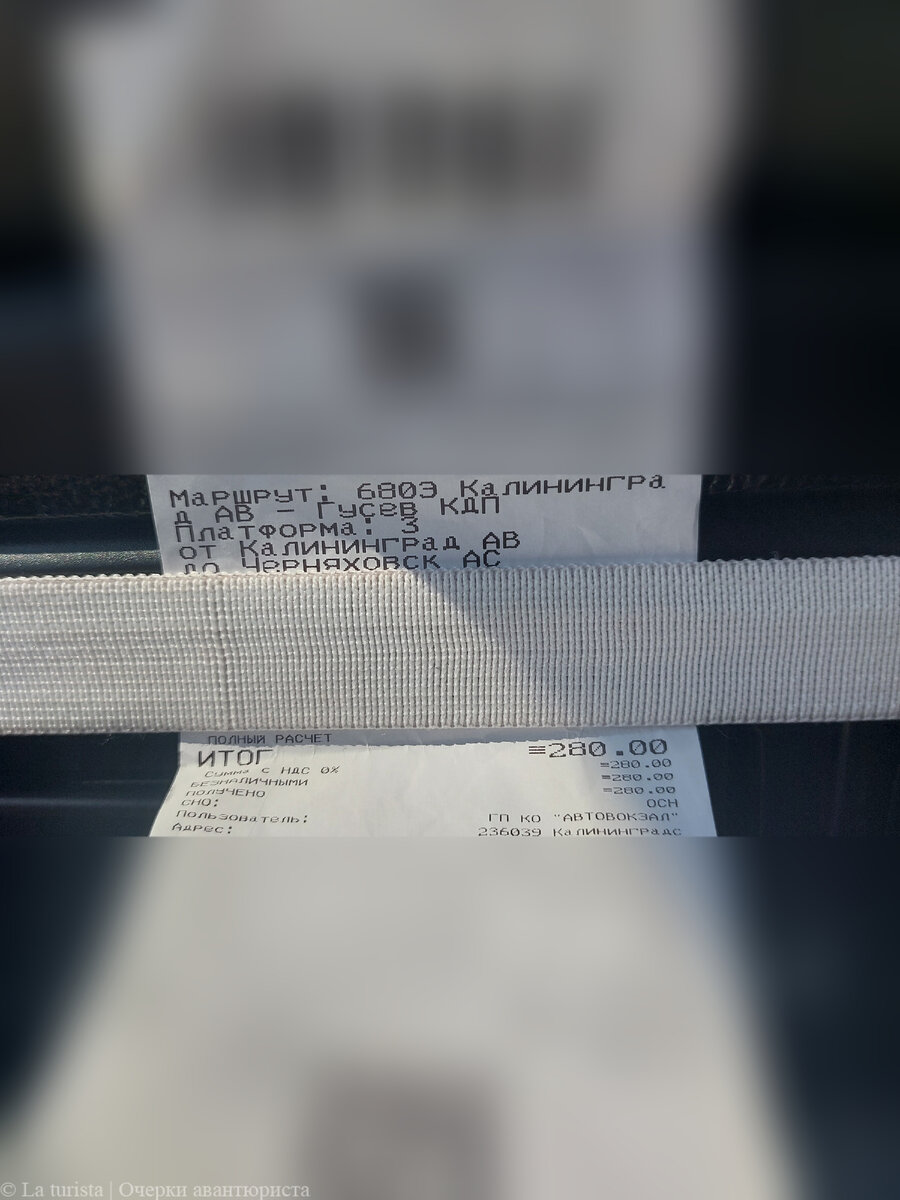 Маршрут: 680Э Калинингра
д АВ - Гусев КДП
Платформа: 3
от Калининград АВ
до Черняховск АС
ПОЛНЫЙ РАСЧЕТ
ИТОГ ≡280.00
Сумма с НДС 0% ≡280.00
БЕЗНАЛИЧНЫМИ ≡280.00
ПОЛУЧЕНО ≡280.00
СНО: ОСН
Пользователь: ГП КО "АВТОВОКЗАЛ"
Адрес: 236039 Калининградс
© La turista | Очерки авантюриста